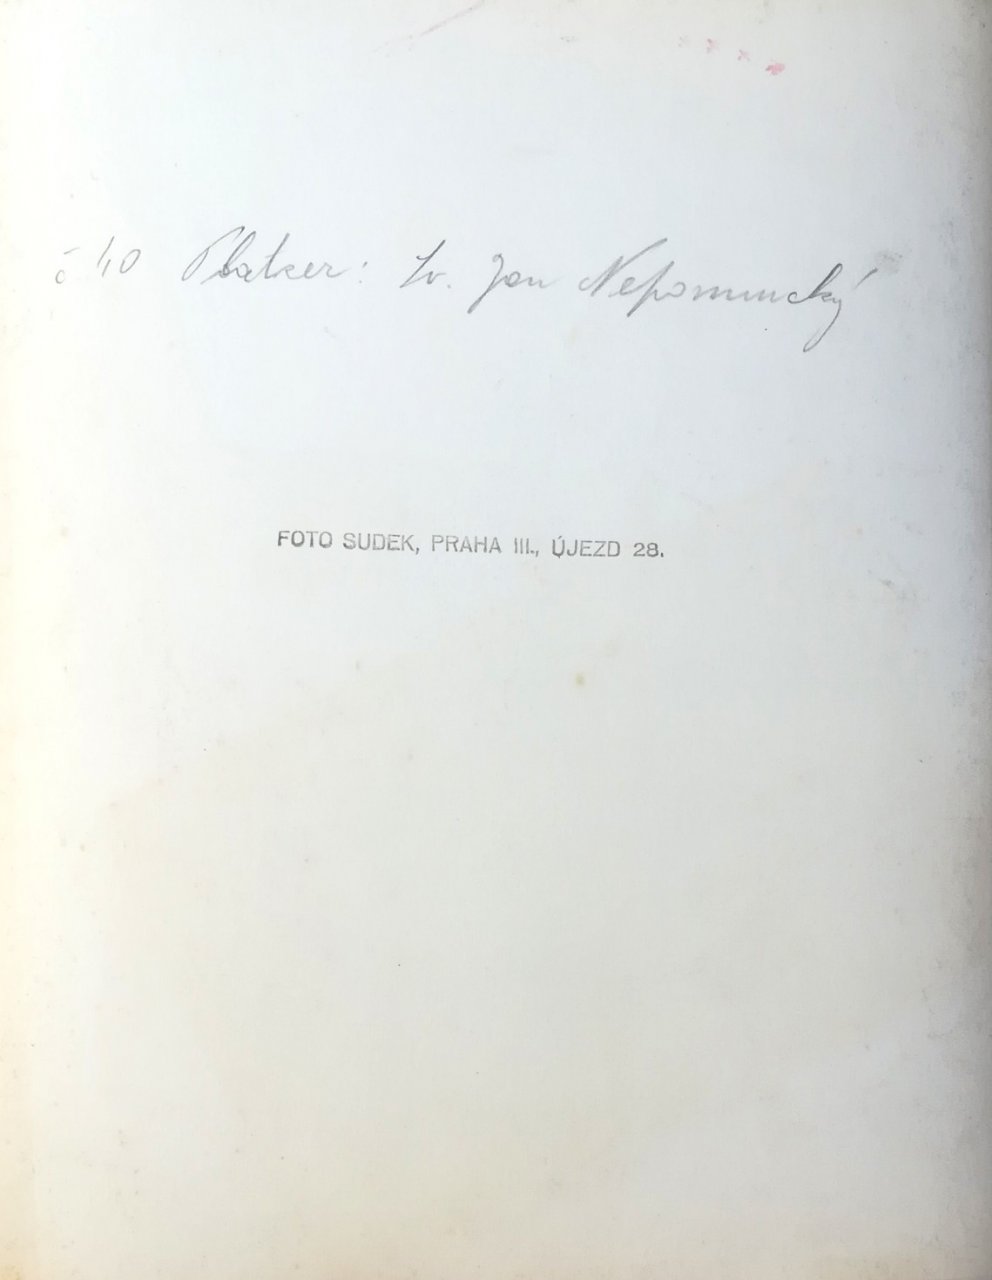 č 40 Platzer: Sv. Jan Nepomucký
FOTO SUDEK, PRAHA III., ÚJEZD 28.